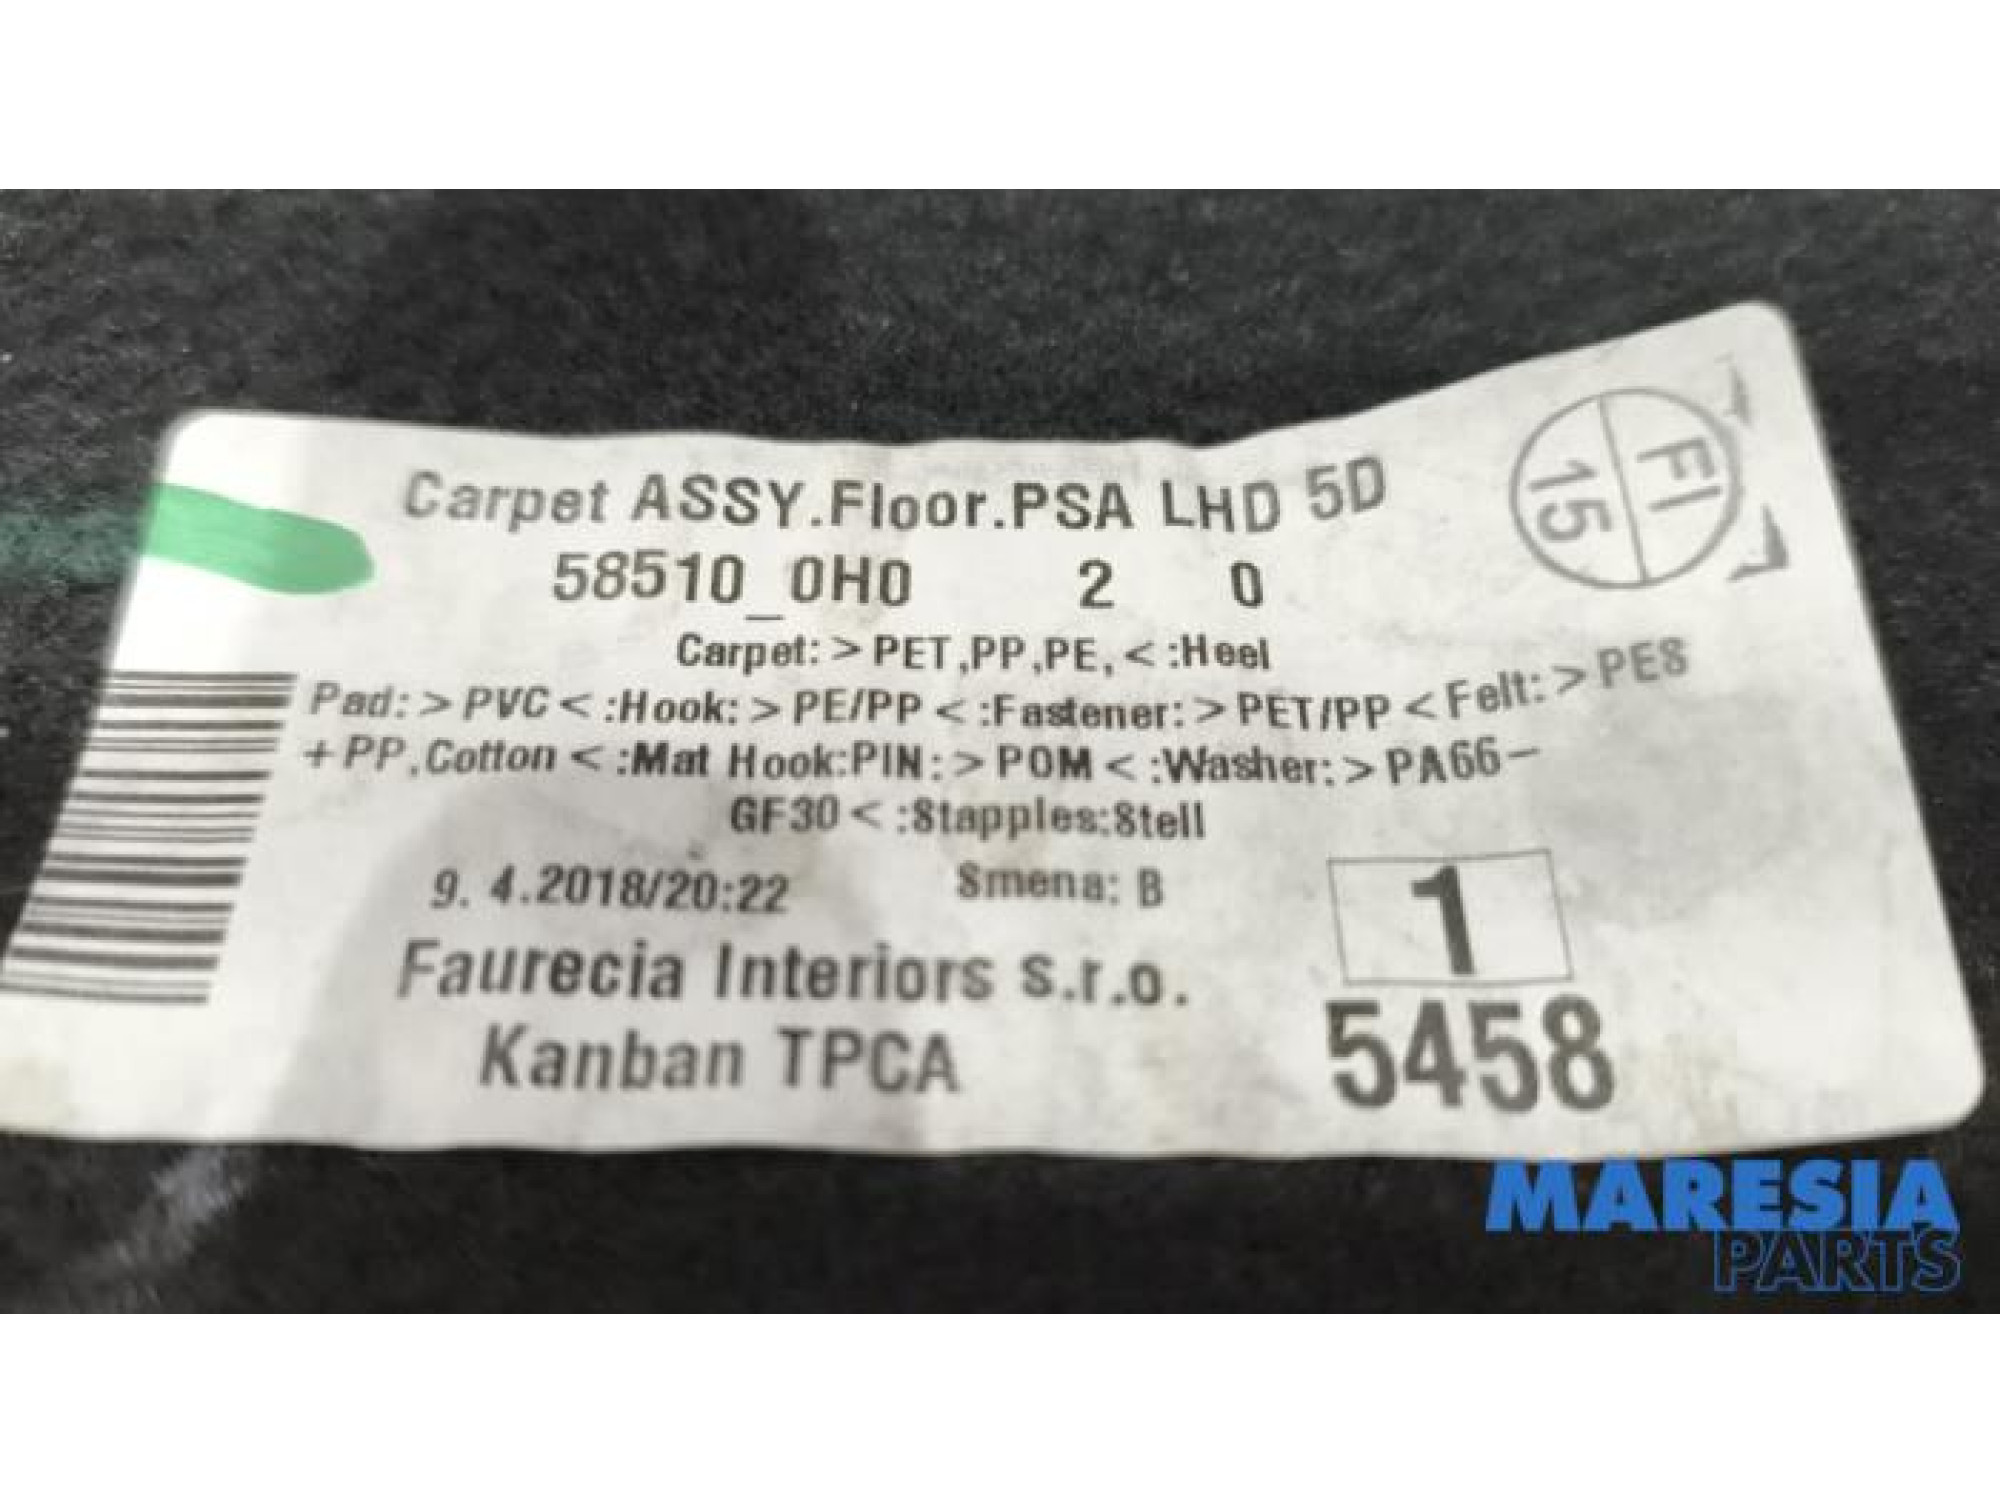 Carpet ASSY.Floor.PSA LHD 5D
58510_0H0 2 0
Carpet:>PET,PP,PE,<:Heel
Pad:>PVC<:Hook:>PE/PP<:Fastener:>PET/PP<Felt:>PES
+PP,Cotton<:Mat Hook:PIN:>POM<:Washer:>PA66-
GF30<:Stapples:Stell
9. 4.2018/20:22 Smena: B
Faurecia Interiors s.r.o.
Kanban TPCA
1
5458
FI
15
MARESIA
PARTS